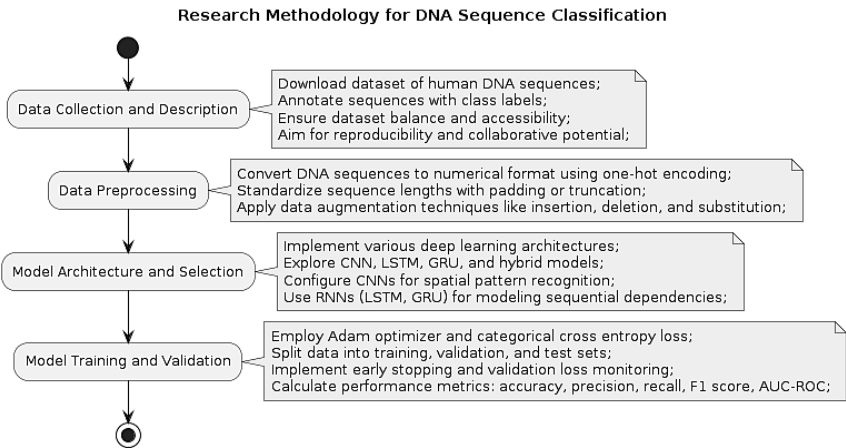 Research Methodology for DNA Sequence Classification
Data Collection and Description
Download dataset of human DNA sequences;
Annotate sequences with class labels;
Ensure dataset balance and accessibility;
Aim for reproducibility and collaborative potential;
Data Preprocessing
Convert DNA sequences to numerical format using one-hot encoding;
Standardize sequence lengths with padding or truncation;
Apply data augmentation techniques like insertion, deletion, and substitution;
Model Architecture and Selection
Implement various deep learning architectures;
Explore CNN, LSTM, GRU, and hybrid models;
Configure CNNs for spatial pattern recognition;
Use RNNs (LSTM, GRU) for modeling sequential dependencies;
Model Training and Validation
Employ Adam optimizer and categorical cross entropy loss;
Split data into training, validation, and test sets;
Implement early stopping and validation loss monitoring;
Calculate performance metrics: accuracy, precision, recall, F1 score, AUC-ROC;